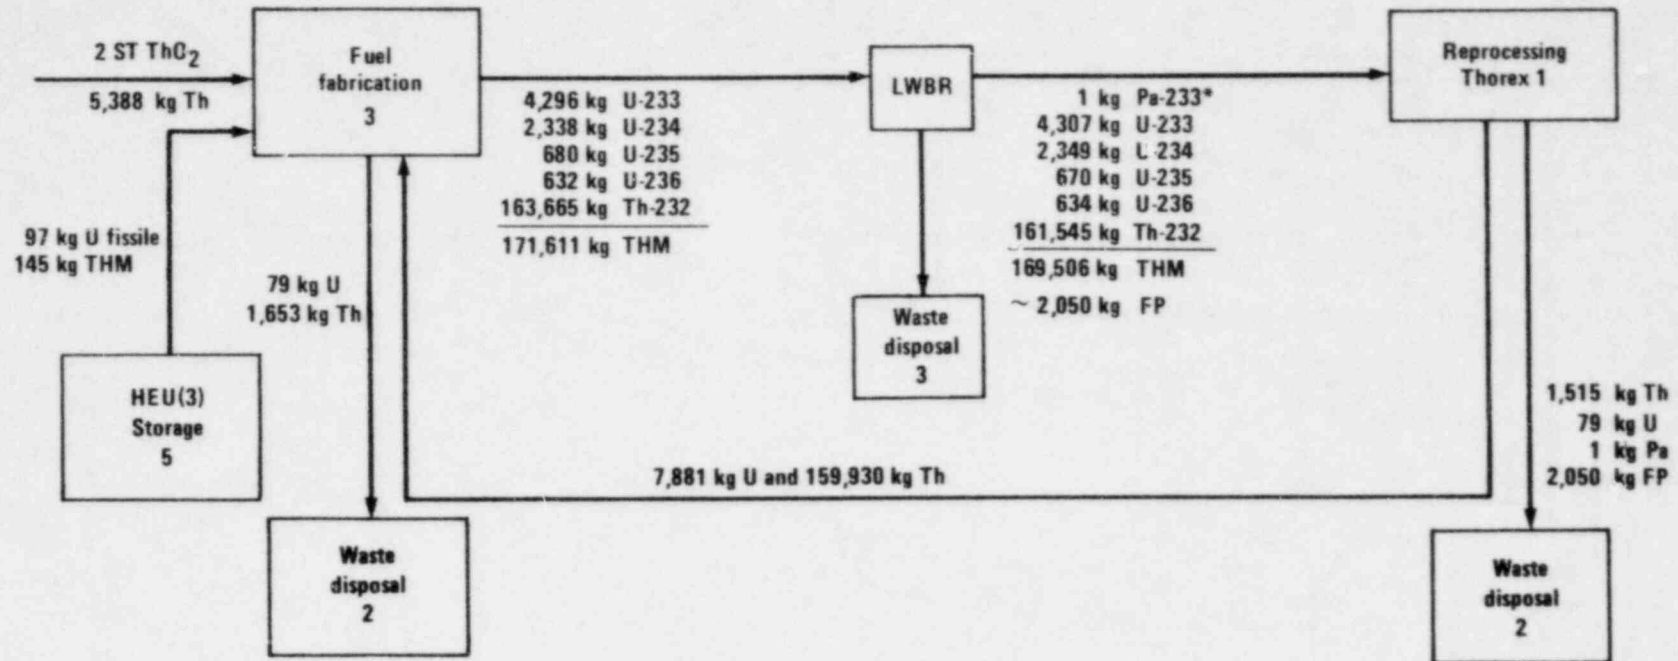 2 ST ThO2
5,388 kg Th
Fuel
fabrication
3
4,296 kg U-233
2,338 kg U-234
680 kg U-235
632 kg U-236
163,665 kg Th-232
171,611 kg THM
LWBR
1 kg Pa-233*
4,307 kg U-233
2,349 kg U-234
670 kg U-235
634 kg U-236
161,545 kg Th-232
169,506 kg THM
~ 2,050 kg FP
Reprocessing
Thorex 1
97 kg U fissile
145 kg THM
79 kg U
1,653 kg Th
HEU(3)
Storage
5
Waste
disposal
3
1,515 kg Th
79 kg U
1 kg Pa
2,050 kg FP
7,881 kg U and 159,930 kg Th
Waste
disposal
2
Waste
disposal
2